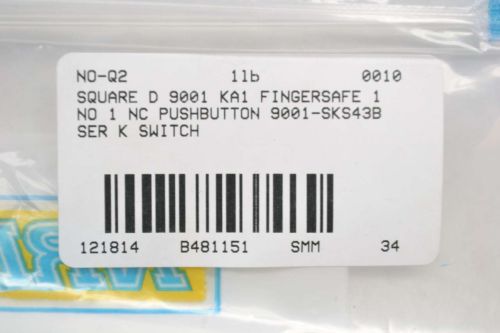 NO-Q2 1lb 0010
SQUARE D 9001 KA1 FINGERSAFE 1
NO 1 NC PUSHBUTTON 9001-SKS43B
SER K SWITCH
121814 B481151 SMM 34